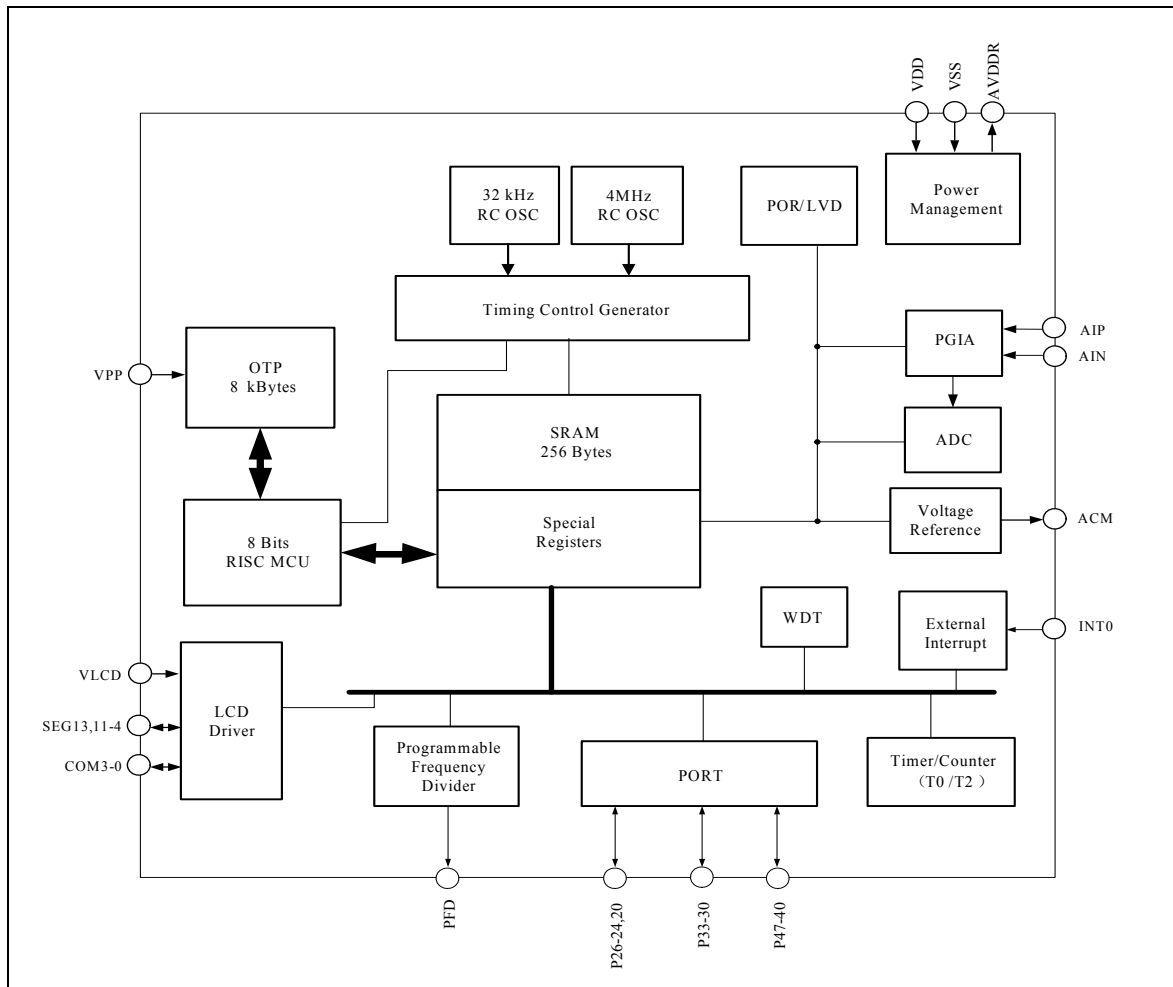 VDD
VSS
AVDDR
32 kHz
RC OSC
4MHz
RC OSC
POR/LVD
Power
Management
Timing Control Generator
PGIA
AIP
AIN
VPP
OTP
8 kBytes
SRAM
256 Bytes
ADC
8 Bits
RISC MCU
Special
Registers
Voltage
Reference
ACM
WDT
External
Interrupt
INT0
VLCD
SEG13,11-4
COM3-0
LCD
Driver
Programmable
Frequency
Divider
PORT
Timer/Counter
(T0 /T2 )
PFD
P26-24,20
P33-30
P47-40